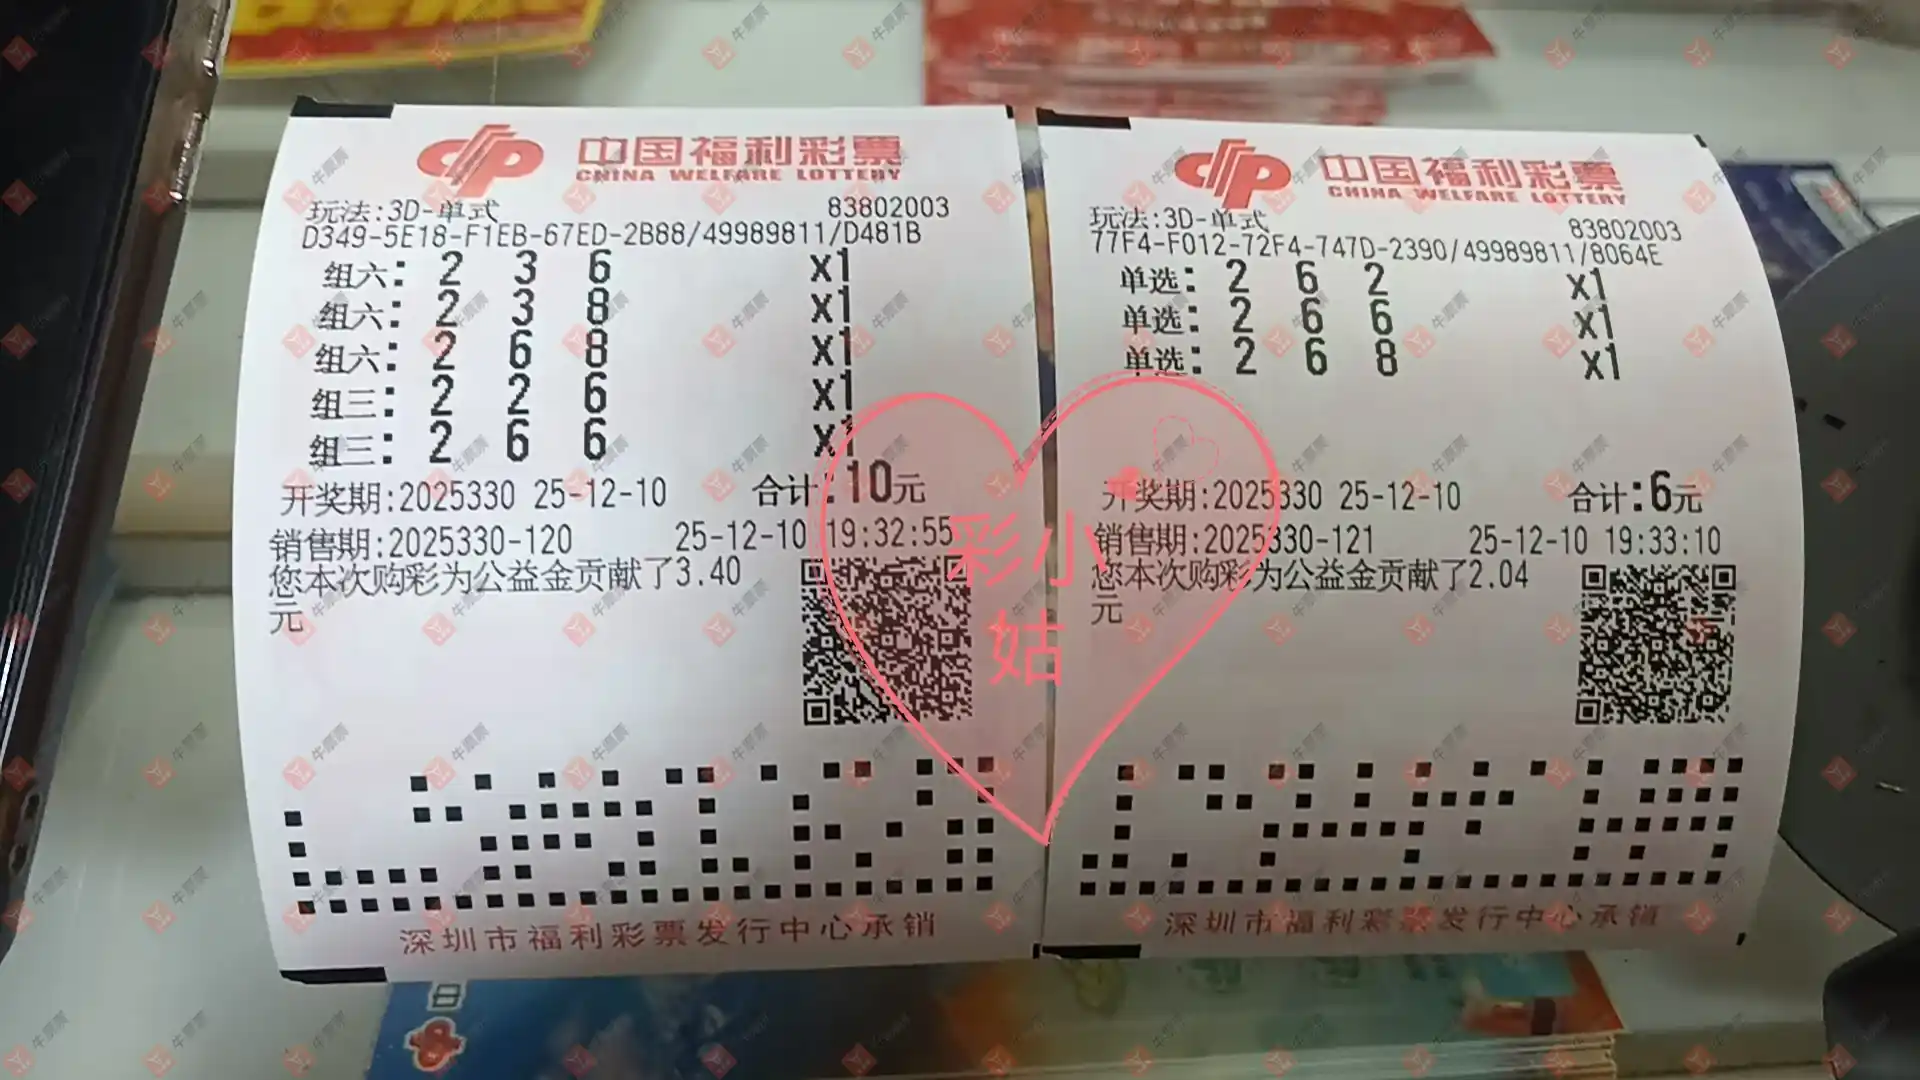 中国福利彩票
CHINA WELFARE LOTTERY
玩法:3D-单式 83802003
D349-5E18-F1EB-67ED-2B88/49989811/D481B
组六: 2 3 6 x1
组六: 2 3 8 x1
组六: 2 6 8 x1
组三: 2 2 6 x1
组三: 2 6 6 x1
开奖期:2025330 25-12-10 合计:10元
销售期:2025330-120 25-12-10 19:32:55
您本次购彩为公益金贡献了3.40
元
深圳市福利彩票发行中心承销
中国福利彩票
CHINA WELFARE LOTTERY
玩法:3D-单式 83802003
77F4-F012-72F4-747D-2390/49989811/8064E
单选: 2 6 2 x1
单选: 2 6 6 x1
单选: 2 6 8 x1
开奖期:2025330 25-12-10 合计:6元
销售期:2025330-121 25-12-10 19:33:10
您本次购彩为公益金贡献了2.04
元
深圳市福利彩票发行中心承销
彩小
姑
牛票票